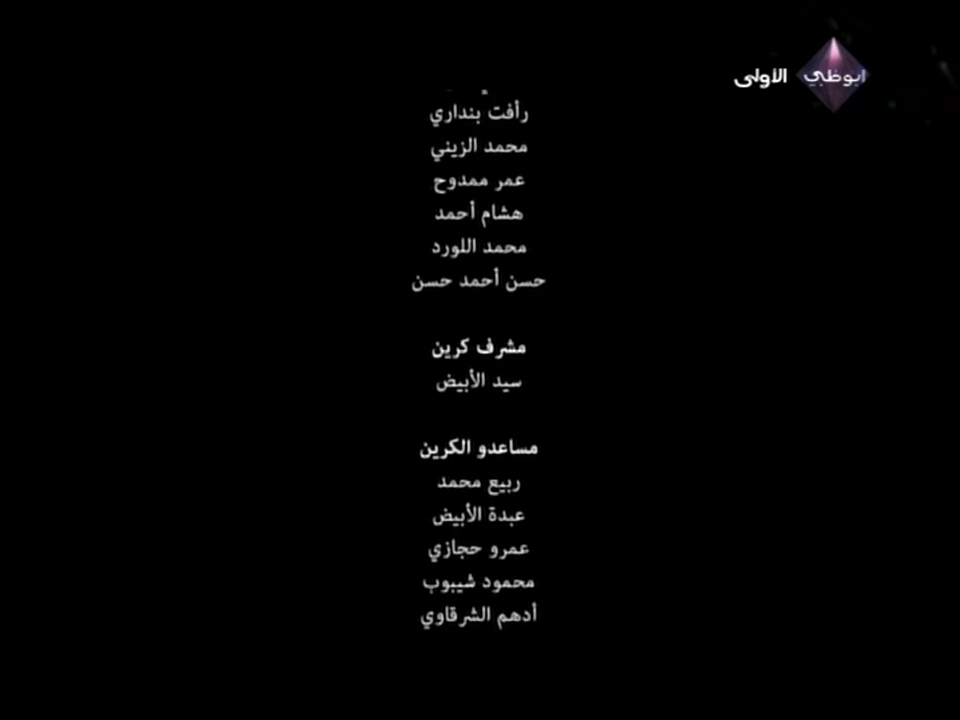 ابوظبي الأولى
رأفت بنداري
محمد الزيني
عمر ممدوح
هشام أحمد
محمد اللورد
حسن أحمد حسن
مشرف كرين
سيد الأبيض
مساعدو الكرين
ربيع محمد
عبدة الأبيض
عمرو حجازي
محمود شيبوب
أدهم الشرقاوي